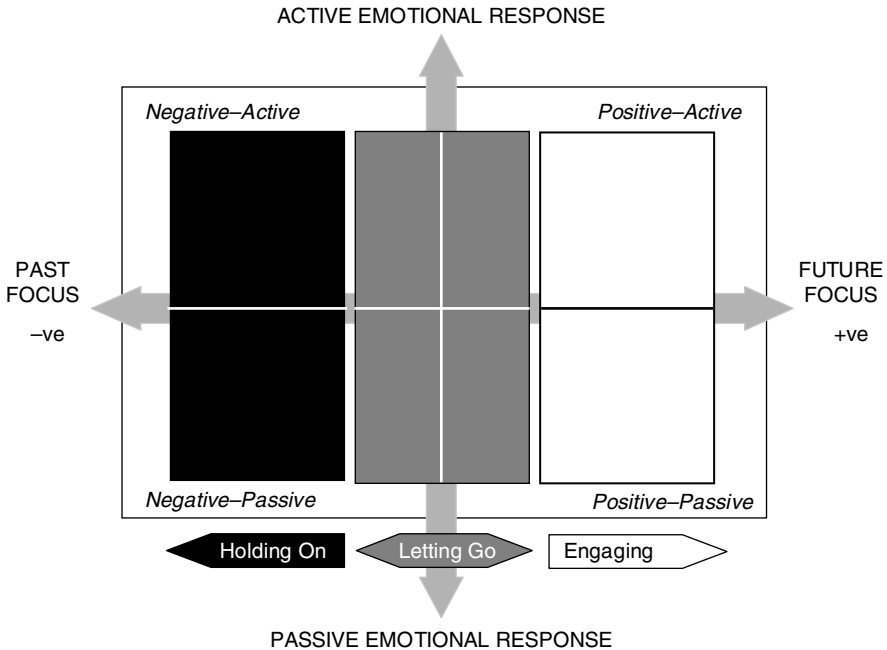 ACTIVE EMOTIONAL RESPONSE
Negative–Active
Positive–Active
PAST
FOCUS
–ve
FUTURE
FOCUS
+ve
Negative–Passive
Positive–Passive
Holding On
Letting Go
Engaging
PASSIVE EMOTIONAL RESPONSE